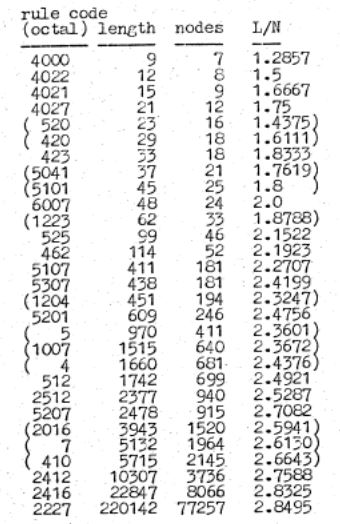 rule code
(octal) length nodes L/N
4000 9 7 1.2857
4022 12 8 1.5
4021 15 9 1.6667
4027 21 12 1.75
( 520 23 16 1.4375)
( 420 29 18 1.6111)
423 33 18 1.8333
(5041 37 21 1.7619)
(5101 45 25 1.8 )
6007 48 24 2.0
(1223 62 33 1.8788)
525 99 46 2.1522
462 114 52 2.1923
5107 411 181 2.2707
5307 438 181 2.4199
(1204 451 194 2.3247)
5201 609 246 2.4756
( 5 970 411 2.3601)
(1007 1515 640 2.3672)
( 4 1660 681 2.4376)
512 1742 699 2.4921
2512 2377 940 2.5287
5207 2478 915 2.7082
(2016 3943 1520 2.5941)
( 7 5132 1964 2.6130)
( 410 5715 2145 2.6643)
2412 10307 3736 2.7588
2416 22847 8066 2.8325
2227 220142 77257 2.8495